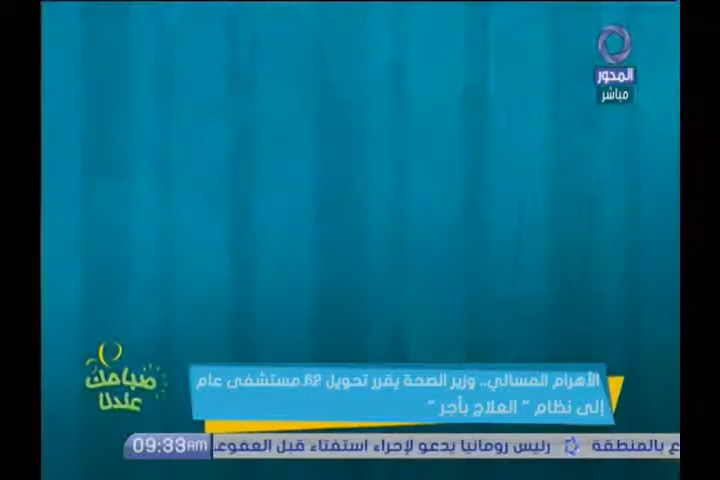 المحور
مباشر
صباحك
عندنا
الأهرام المسائي.. وزير الصحة يقرر تحويل 62 مستشفى عام
إلى نظام " العلاج بأجر "
09:33AM
ع بالمنطقة رئيس رومانيا يدعو لإجراء استفتاء قبل العفو